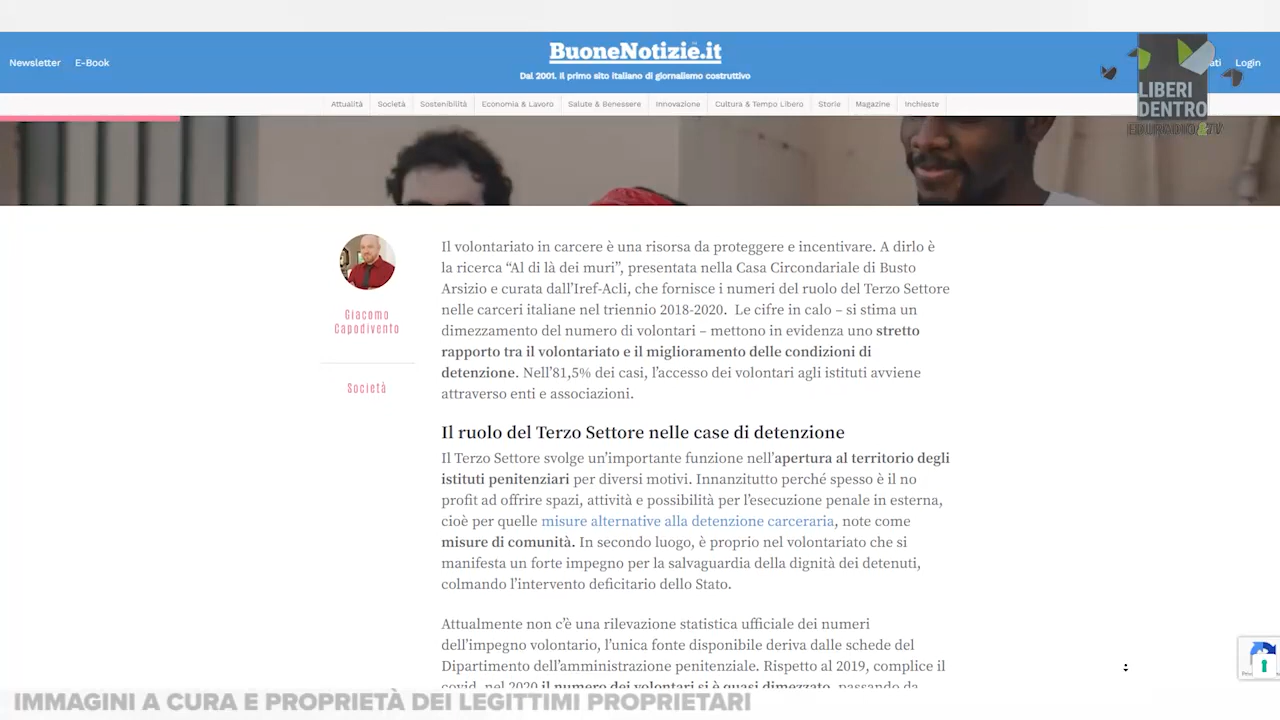 BuoneNotizie.it
Newsletter E-Book
Login
Dal 2001. Il primo sito italiano di giornalismo costruttivo
LIBERI
DENTRO
EDURADIO&TV
Attualità Società Sostenibilità Economia & Lavoro Salute & Benessere Innovazione Cultura & Tempo Libero Storie Magazine Inchieste
Giacomo
Capodivento
Società
Il volontariato in carcere è una risorsa da proteggere e incentivare. A dirlo è
la ricerca “Al di là dei muri”, presentata nella Casa Circondariale di Busto
Arsizio e curata dall’Iref-Acli, che fornisce i numeri del ruolo del Terzo Settore
nelle carceri italiane nel triennio 2018-2020. Le cifre in calo – si stima un
dimezzamento del numero di volontari – mettono in evidenza uno stretto
rapporto tra il volontariato e il miglioramento delle condizioni di
detenzione. Nell’81,5% dei casi, l’accesso dei volontari agli istituti avviene
attraverso enti e associazioni.
Il ruolo del Terzo Settore nelle case di detenzione
Il Terzo Settore svolge un’importante funzione nell’apertura al territorio degli
istituti penitenziari per diversi motivi. Innanzitutto perché spesso è il no
profit ad offrire spazi, attività e possibilità per l’esecuzione penale in esterna,
cioè per quelle misure alternative alla detenzione carceraria, note come
misure di comunità. In secondo luogo, è proprio nel volontariato che si
manifesta un forte impegno per la salvaguardia della dignità dei detenuti,
colmando l’intervento deficitario dello Stato.
Attualmente non c’è una rilevazione statistica ufficiale dei numeri
dell’impegno volontario, l’unica fonte disponibile deriva dalle schede del
Dipartimento dell’amministrazione penitenziale. Rispetto al 2019, complice il
covid, nel 2020 il numero dei volontari si è quasi dimezzato, passando da
IMMAGINI A CURA E PROPRIETÀ DEI LEGITTIMI PROPRIETARI